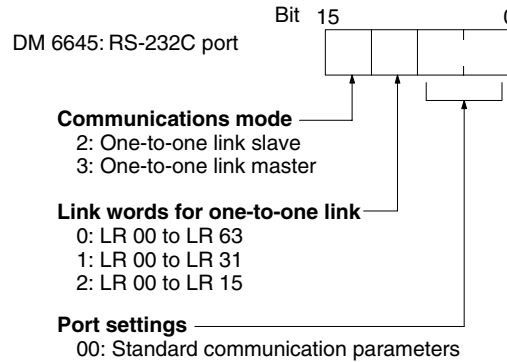 Bit 15 0
DM 6645: RS-232C port
Communications mode
2: One-to-one link slave
3: One-to-one link master
Link words for one-to-one link
0: LR 00 to LR 63
1: LR 00 to LR 31
2: LR 00 to LR 15
Port settings
00: Standard communication parameters